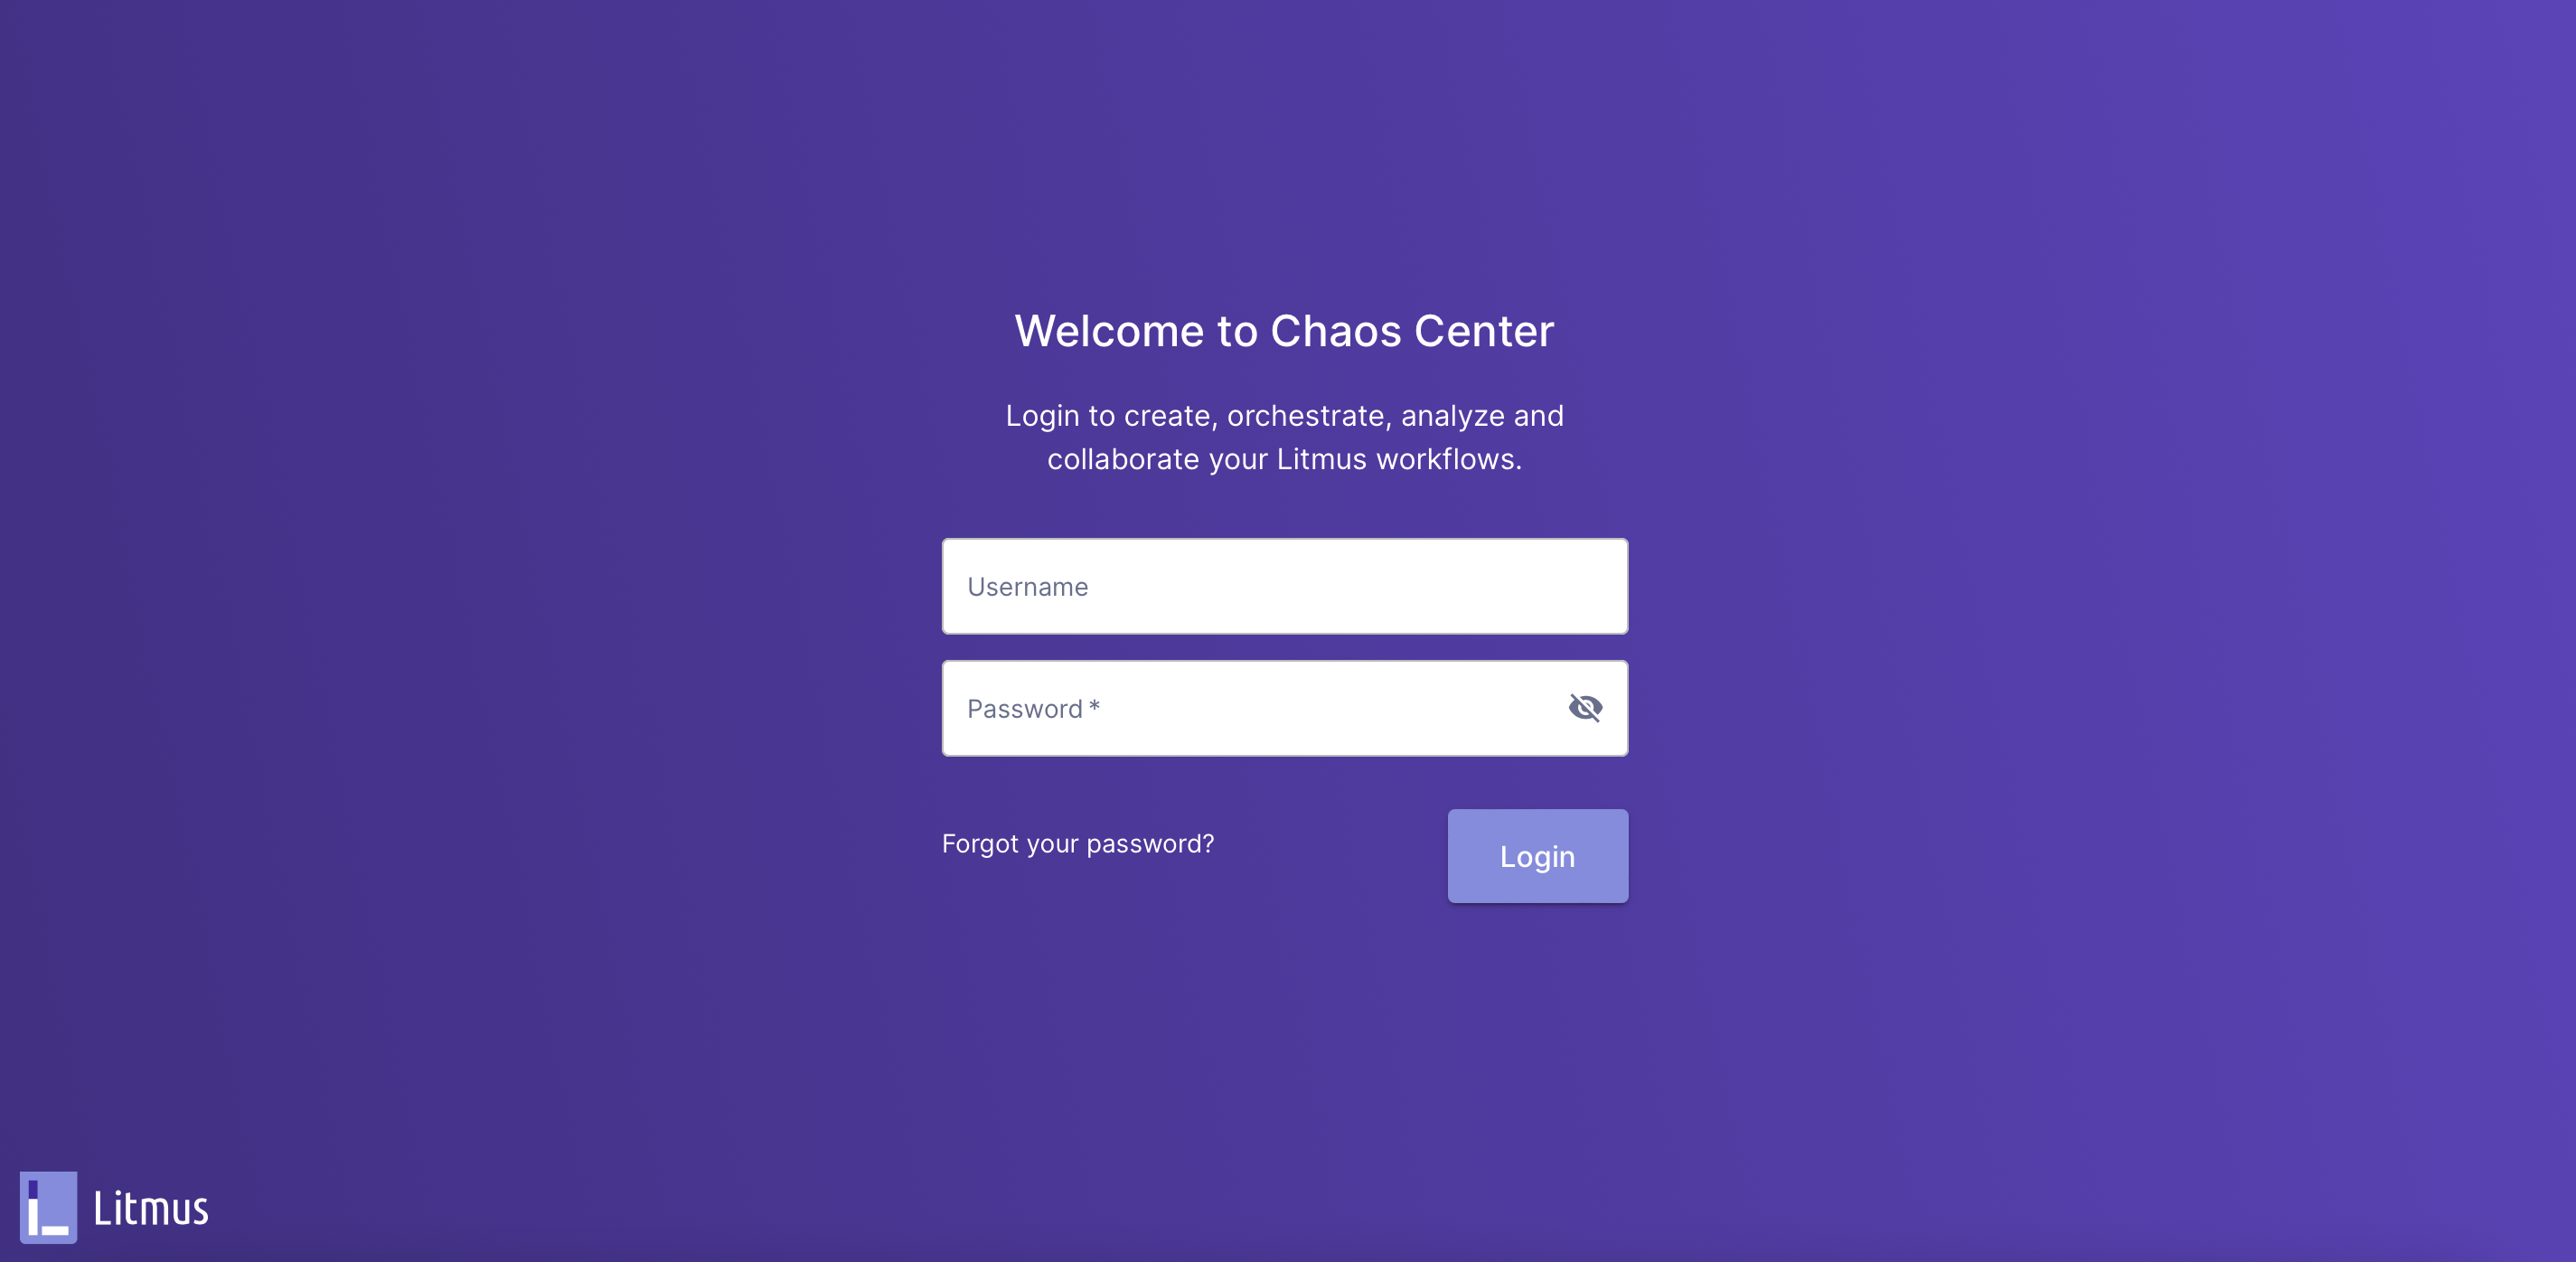 Welcome to Chaos Center
Login to create, orchestrate, analyze and
collaborate your Litmus workflows.
Username
Password *
Forgot your password?
Login
Litmus